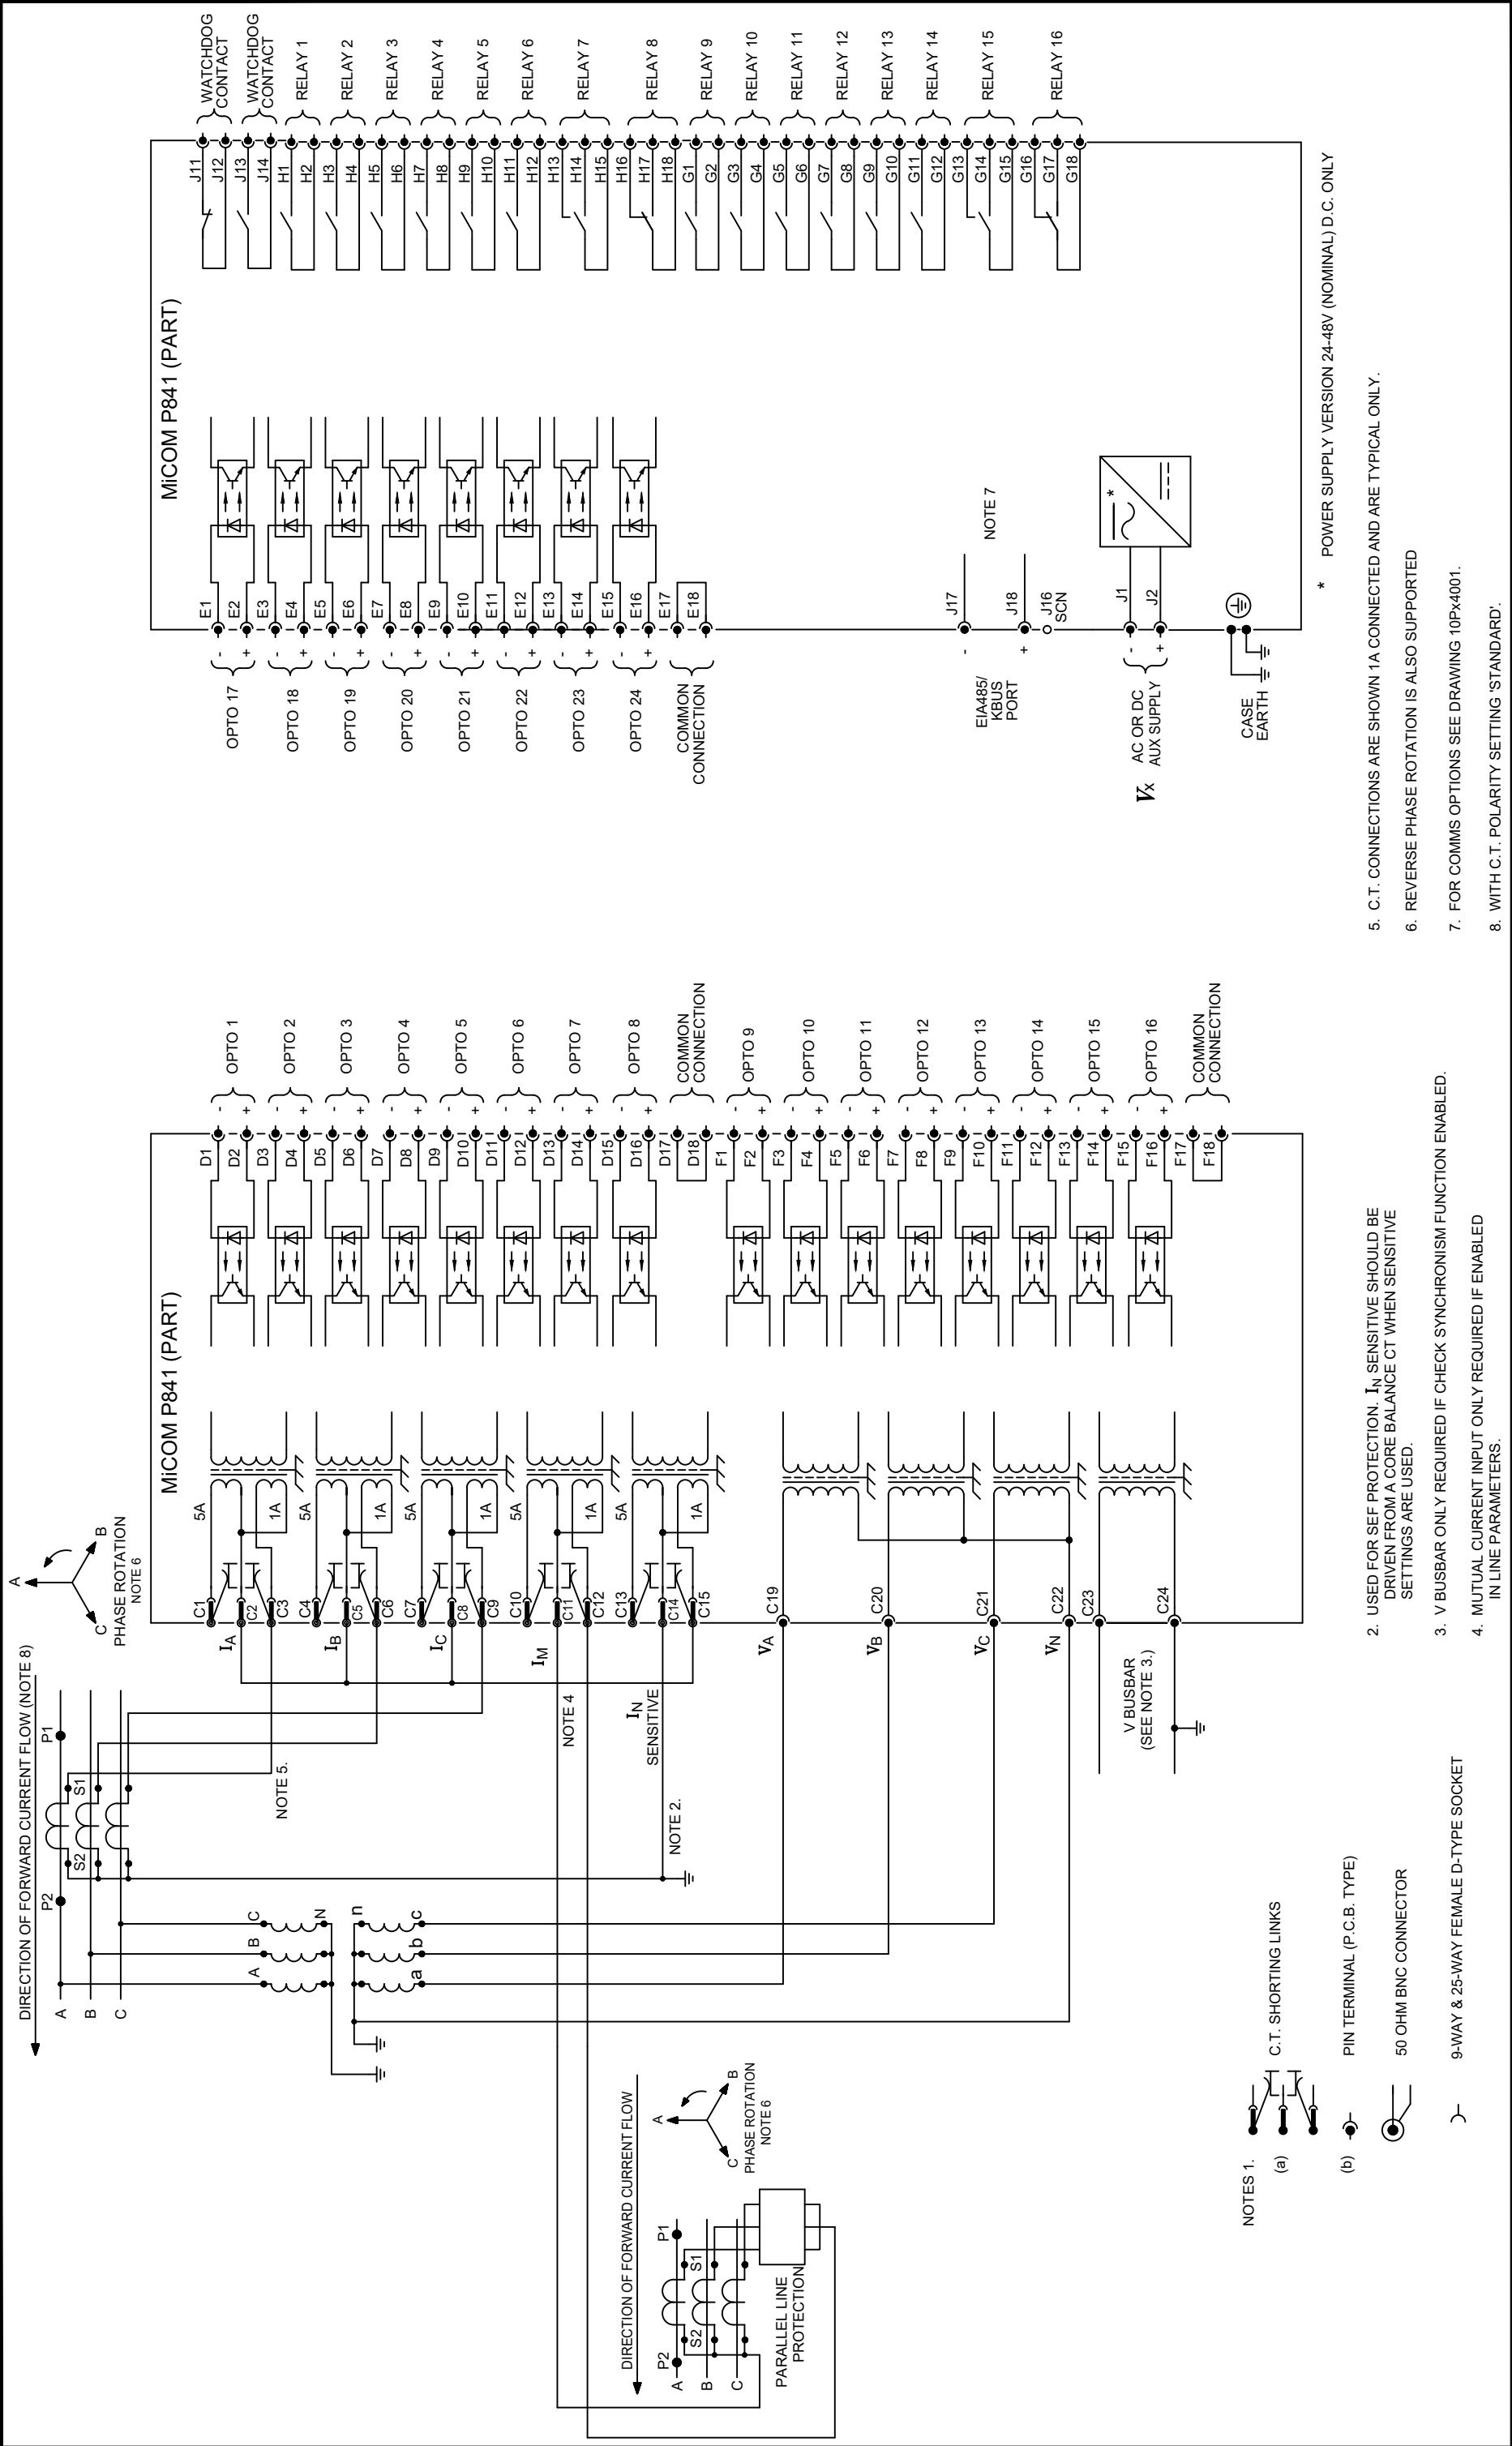 DIRECTION OF FORWARD CURRENT FLOW (NOTE 8)
A
B
C
PHASE ROTATION
NOTE 6
P2
P1
S2
S1
A
B
C
A
B
C
N
n
a
b
c
NOTE 5.
NOTE 2.
NOTE 4
DIRECTION OF FORWARD CURRENT FLOW
A
B
C
PHASE ROTATION
NOTE 6
P2
P1
S2
S1
A
B
C
PARALLEL LINE
PROTECTION
MiCOM P841 (PART)
IA
IB
IC
IM
IN
SENSITIVE
VA
VB
VC
VN
V BUSBAR
(SEE NOTE 3.)
C1
C2
C3
C4
C5
C6
C7
C8
C9
C10
C11
C12
C13
C14
C15
C19
C20
C21
C22
C23
C24
5A
1A
5A
1A
5A
1A
5A
1A
5A
1A
D1
D2
D3
D4
D5
D6
D7
D8
D9
D10
D11
D12
D13
D14
D15
D16
D17
D18
F1
F2
F3
F4
F5
F6
F7
F8
F9
F10
F11
F12
F13
F14
F15
F16
F17
F18
- + OPTO 1
- + OPTO 2
- + OPTO 3
- + OPTO 4
- + OPTO 5
- + OPTO 6
- + OPTO 7
- + OPTO 8
COMMON
CONNECTION
- + OPTO 9
- + OPTO 10
- + OPTO 11
- + OPTO 12
- + OPTO 13
- + OPTO 14
- + OPTO 15
- + OPTO 16
COMMON
CONNECTION
MiCOM P841 (PART)
OPTO 17 - +
OPTO 18 - +
OPTO 19 - +
OPTO 20 - +
OPTO 21 - +
OPTO 22 - +
OPTO 23 - +
OPTO 24 - +
COMMON
CONNECTION
E1
E2
E3
E4
E5
E6
E7
E8
E9
E10
E11
E12
E13
E14
E15
E16
E17
E18
EIA485/
KBUS
PORT
-
+
J17
J18
J16
SCN
NOTE 7
Vx
AC OR DC
AUX SUPPLY
-
+
J1
J2
*
CASE
EARTH
J11
J12
J13
J14
H1
H2
H3
H4
H5
H6
H7
H8
H9
H10
H11
H12
H13
H14
H15
H16
H17
H18
G1
G2
G3
G4
G5
G6
G7
G8
G9
G10
G11
G12
G13
G14
G15
G16
G17
G18
WATCHDOG
CONTACT
WATCHDOG
CONTACT
RELAY 1
RELAY 2
RELAY 3
RELAY 4
RELAY 5
RELAY 6
RELAY 7
RELAY 8
RELAY 9
RELAY 10
RELAY 11
RELAY 12
RELAY 13
RELAY 14
RELAY 15
RELAY 16
* POWER SUPPLY VERSION 24-48V (NOMINAL) D.C. ONLY
NOTES 1.
(a) C.T. SHORTING LINKS
(b) PIN TERMINAL (P.C.B. TYPE)
50 OHM BNC CONNECTOR
9-WAY & 25-WAY FEMALE D-TYPE SOCKET
2. USED FOR SEF PROTECTION. IN SENSITIVE SHOULD BE
DRIVEN FROM A CORE BALANCE CT WHEN SENSITIVE
SETTINGS ARE USED.
3. V BUSBAR ONLY REQUIRED IF CHECK SYNCHRONISM FUNCTION ENABLED.
4. MUTUAL CURRENT INPUT ONLY REQUIRED IF ENABLED
IN LINE PARAMETERS.
5. C.T. CONNECTIONS ARE SHOWN 1A CONNECTED AND ARE TYPICAL ONLY.
6. REVERSE PHASE ROTATION IS ALSO SUPPORTED
7. FOR COMMS OPTIONS SEE DRAWING 10Px4001.
8. WITH C.T. POLARITY SETTING 'STANDARD'.